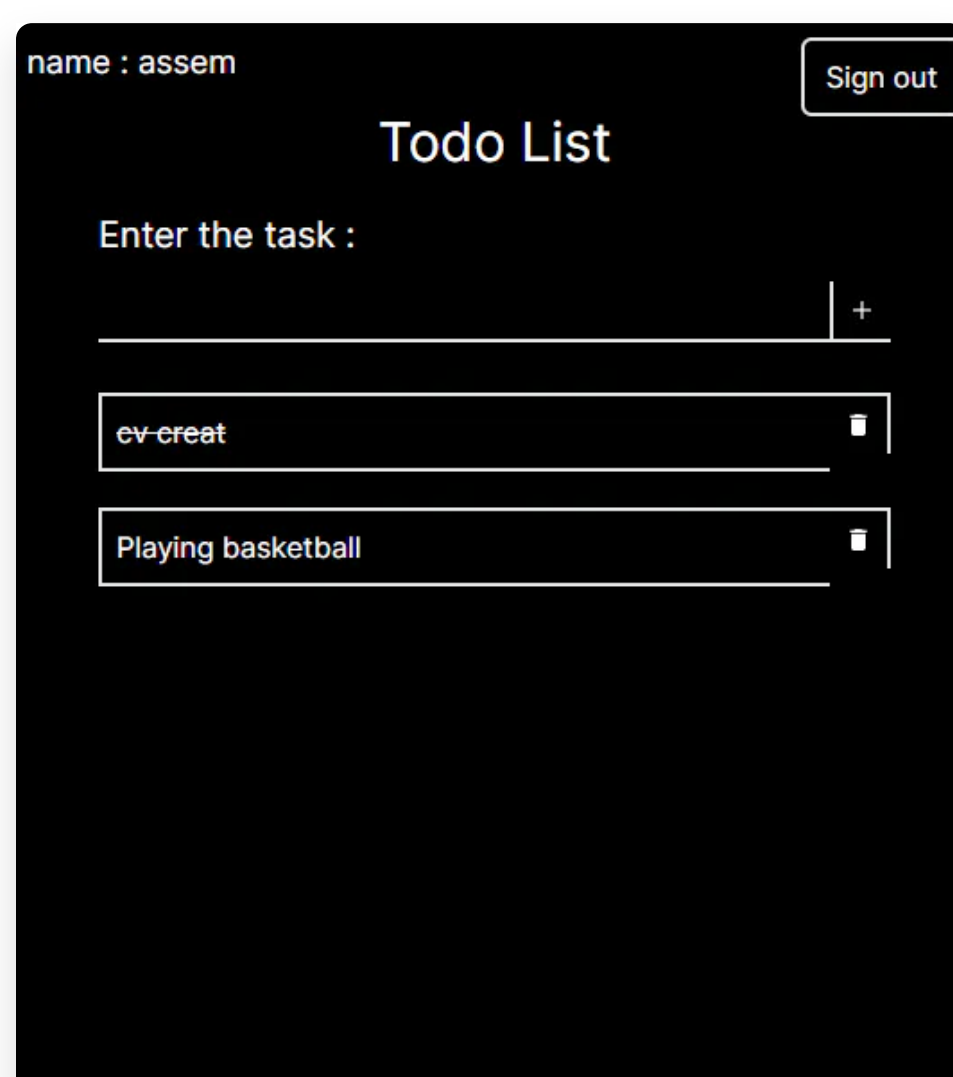 name : assem
Sign out
Todo List
Enter the task :
+
cv creat
Playing basketball